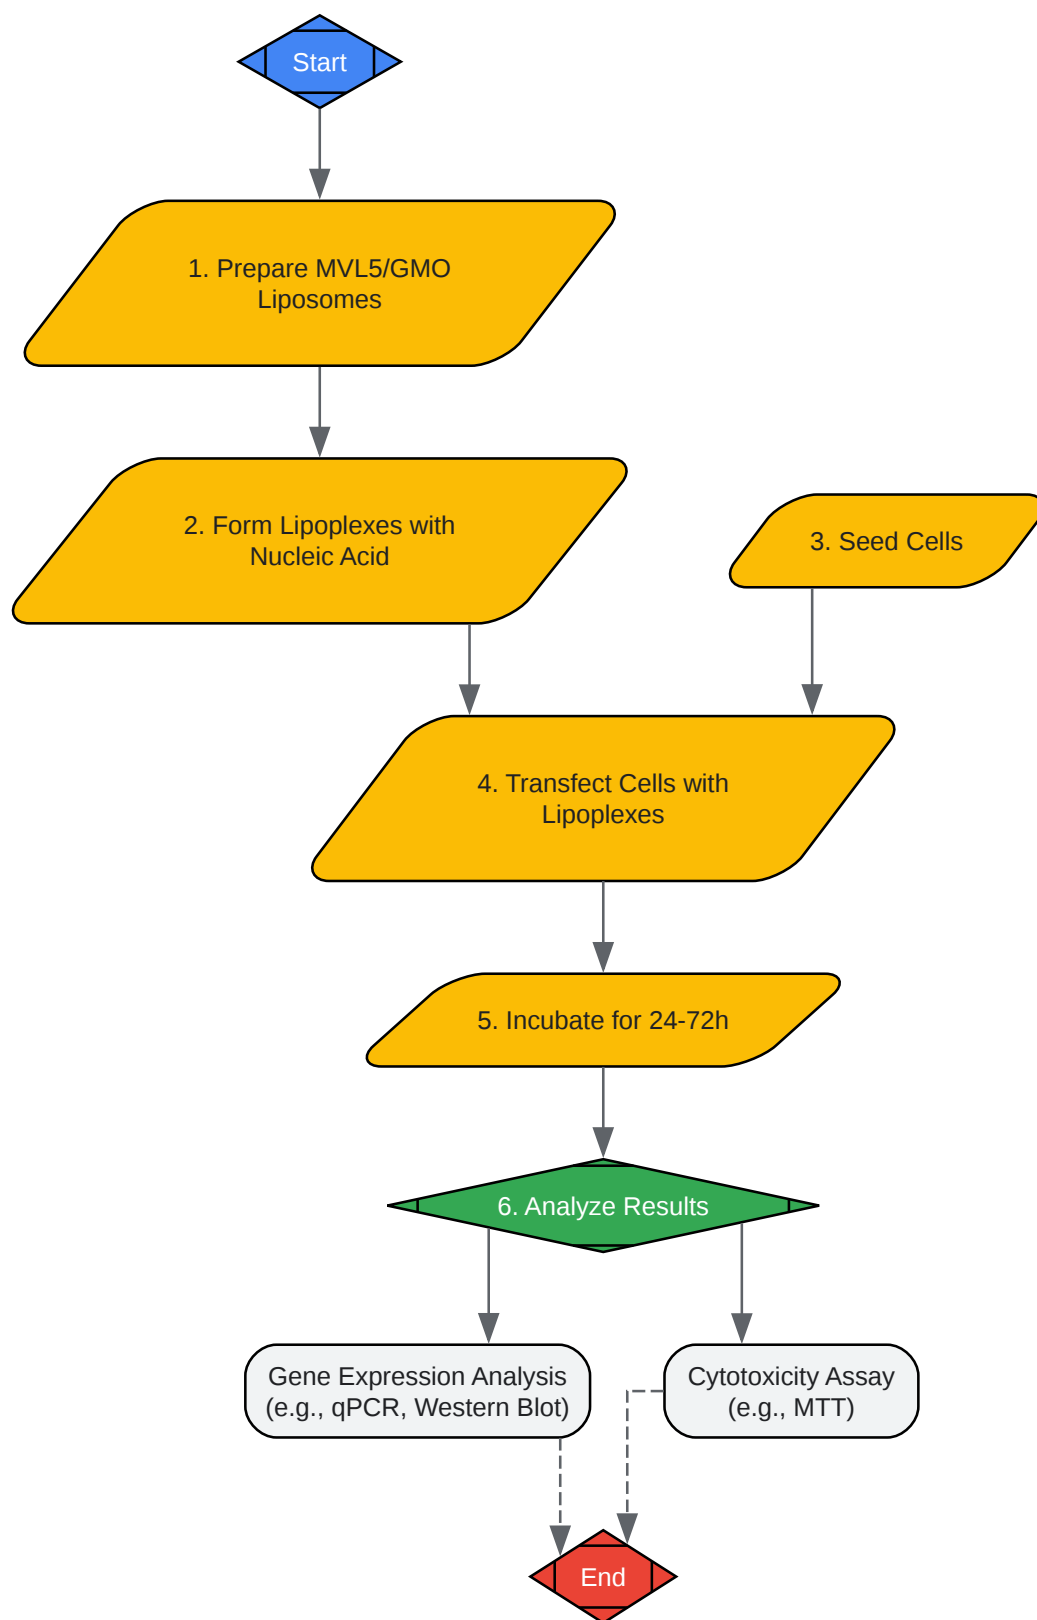 Start
1. Prepare MVL5/GMO
Liposomes
2. Form Lipoplexes with
Nucleic Acid
3. Seed Cells
4. Transfect Cells with
Lipoplexes
5. Incubate for 24-72h
6. Analyze Results
Gene Expression Analysis
(e.g., qPCR, Western Blot)
Cytotoxicity Assay
(e.g., MTT)
End